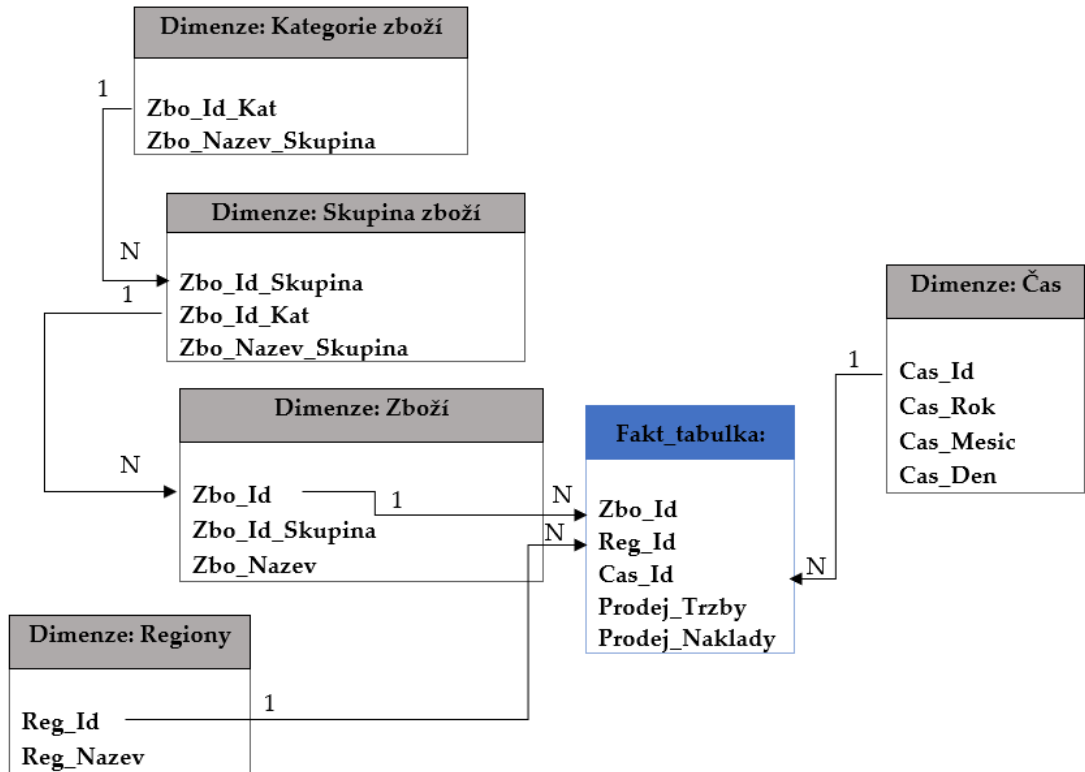 Dimenze: Kategorie zboží
1
Zbo_Id_Kat
Zbo_Nazev_Skupina
Dimenze: Skupina zboží
N
Zbo_Id_Skupina
1
Zbo_Id_Kat
Zbo_Nazev_Skupina
Dimenze: Zboží
N
Zbo_Id
1
N
Zbo_Id_Skupina
Zbo_Nazev
Dimenze: Regiony
Reg_Id
1
N
Reg_Nazev
Fakt_tabulka:
Zbo_Id
Reg_Id
Cas_Id
Prodej_Trzby
Prodej_Naklady
Dimenze: Čas
1
Cas_Id
Cas_Rok
Cas_Mesic
Cas_Den
N